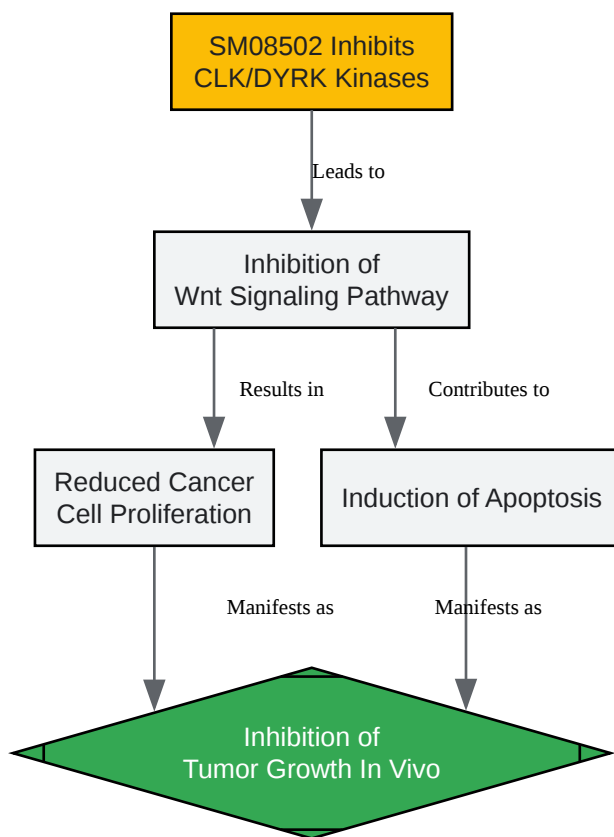 SM08502 Inhibits
CLK/DYRK Kinases
Leads to
Inhibition of
Wnt Signaling Pathway
Results in
Contributes to
Reduced Cancer
Cell Proliferation
Induction of Apoptosis
Manifests as
Manifests as
Inhibition of
Tumor Growth In Vivo